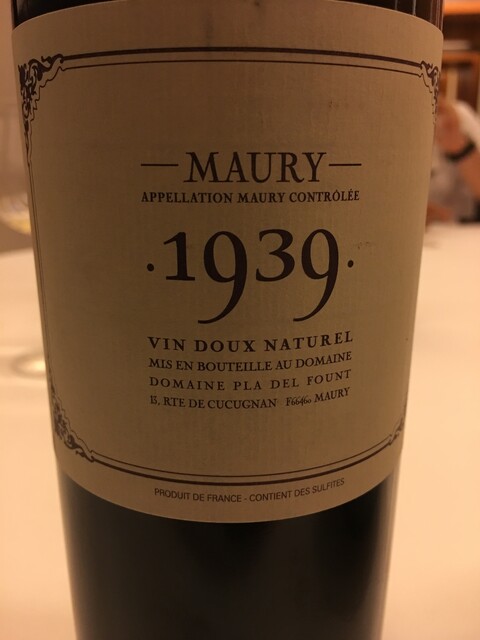 MAURY
APPELLATION MAURY CONTRÔLÉE
·1939·
VIN DOUX NATUREL
MIS EN BOUTEILLE AU DOMAINE
DOMAINE PLA DEL FOUNT
15, RTE DE CUCUGNAN F66460 MAURY
PRODUIT DE FRANCE - CONTIENT DES SULFITES